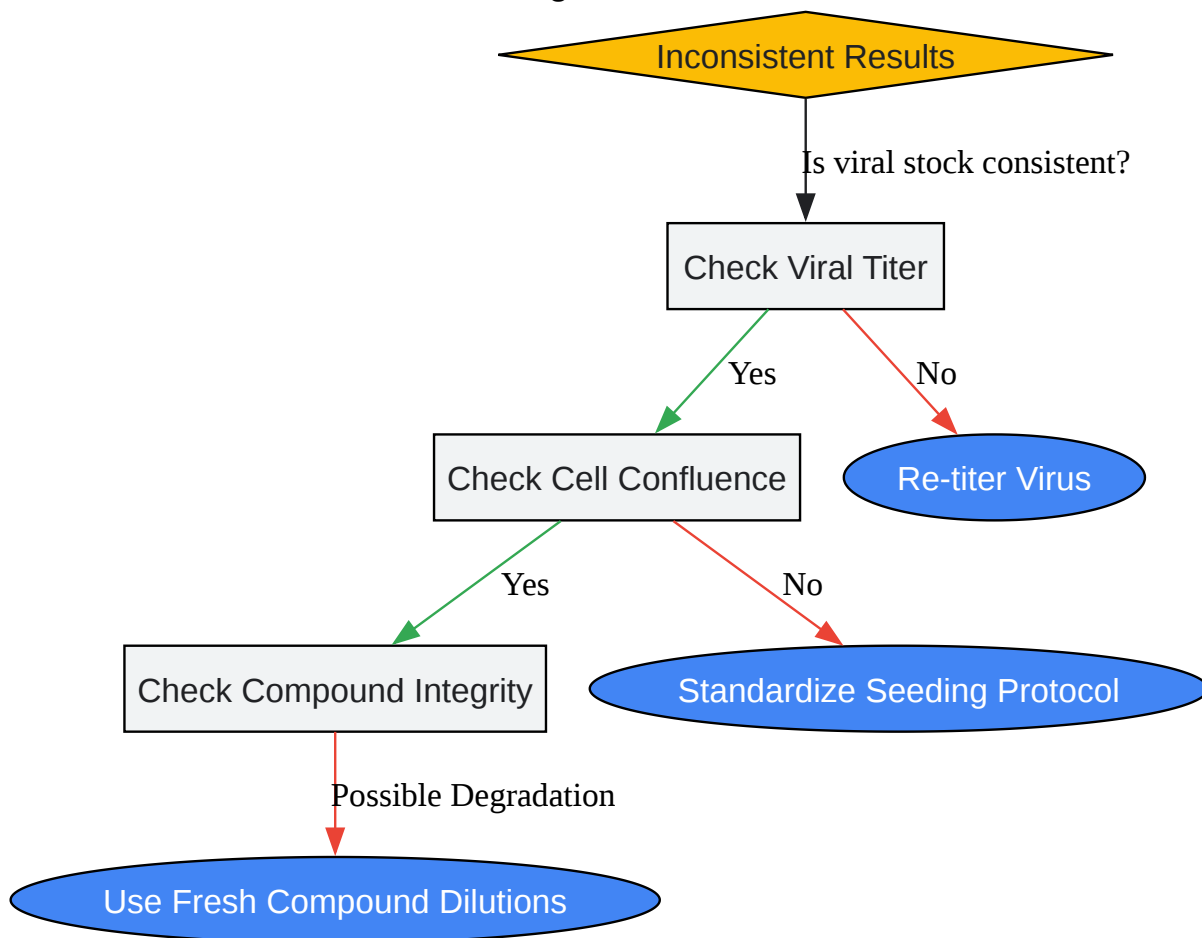 Inconsistent Results
Is viral stock consistent?
Check Viral Titer
Yes
No
Check Cell Confluence
Re-titer Virus
Yes
No
Check Compound Integrity
Standardize Seeding Protocol
Possible Degradation
Use Fresh Compound Dilutions